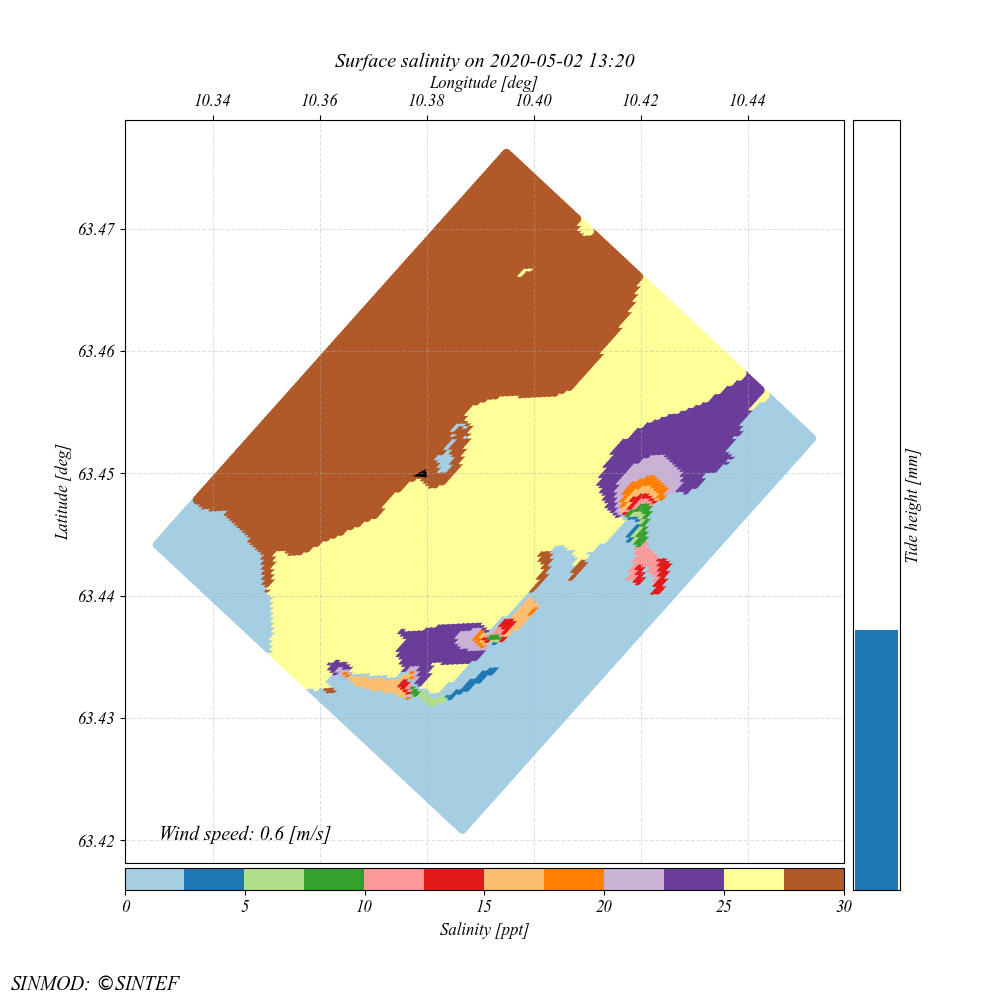 Surface salinity on 2020-05-02 13:20
Longitude [deg]
10.34 10.36 10.38 10.40 10.42 10.44
63.47
63.46
63.45
63.44
63.43
63.42
Latitude [deg]
Tide height [mm]
Wind speed: 0.6 [m/s]
0 5 10 15 20 25 30
Salinity [ppt]
SINMOD: ©SINTEF